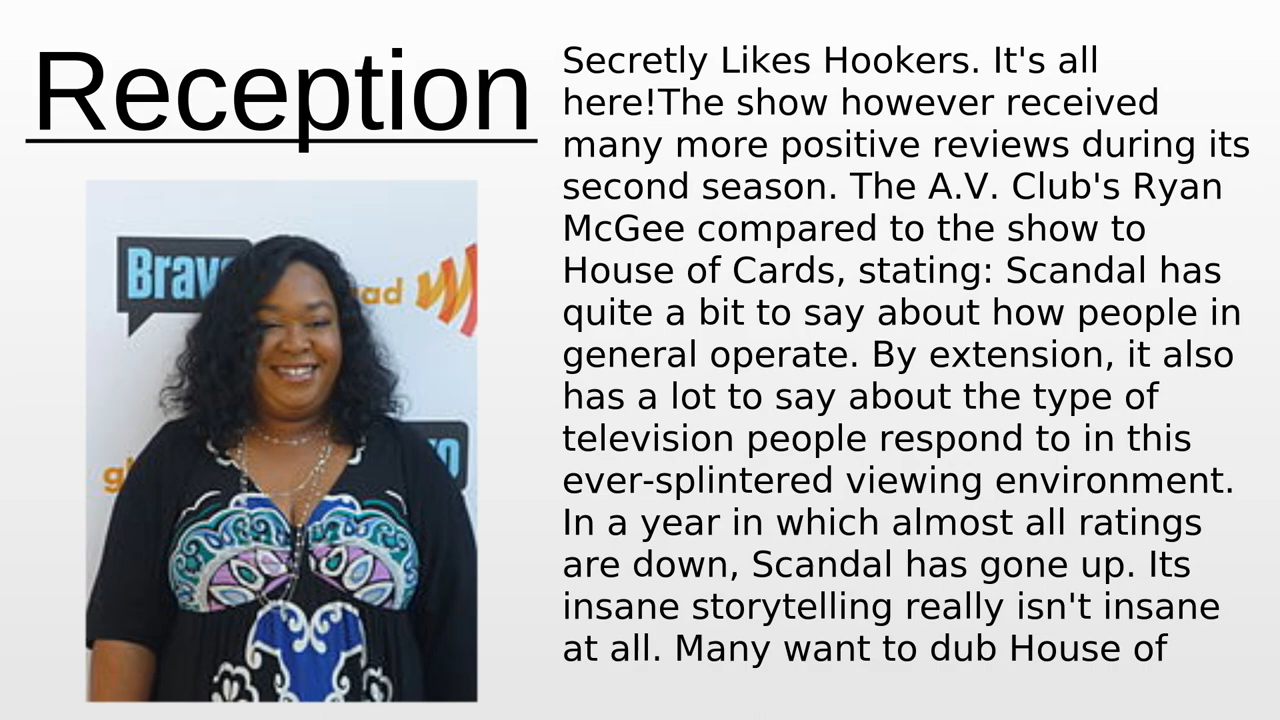 Reception
Secretly Likes Hookers. It's all
here!The show however received
many more positive reviews during its
second season. The A.V. Club's Ryan
McGee compared to the show to
House of Cards, stating: Scandal has
quite a bit to say about how people in
general operate. By extension, it also
has a lot to say about the type of
television people respond to in this
ever-splintered viewing environment.
In a year in which almost all ratings
are down, Scandal has gone up. Its
insane storytelling really isn't insane
at all. Many want to dub House of
Brav
ad